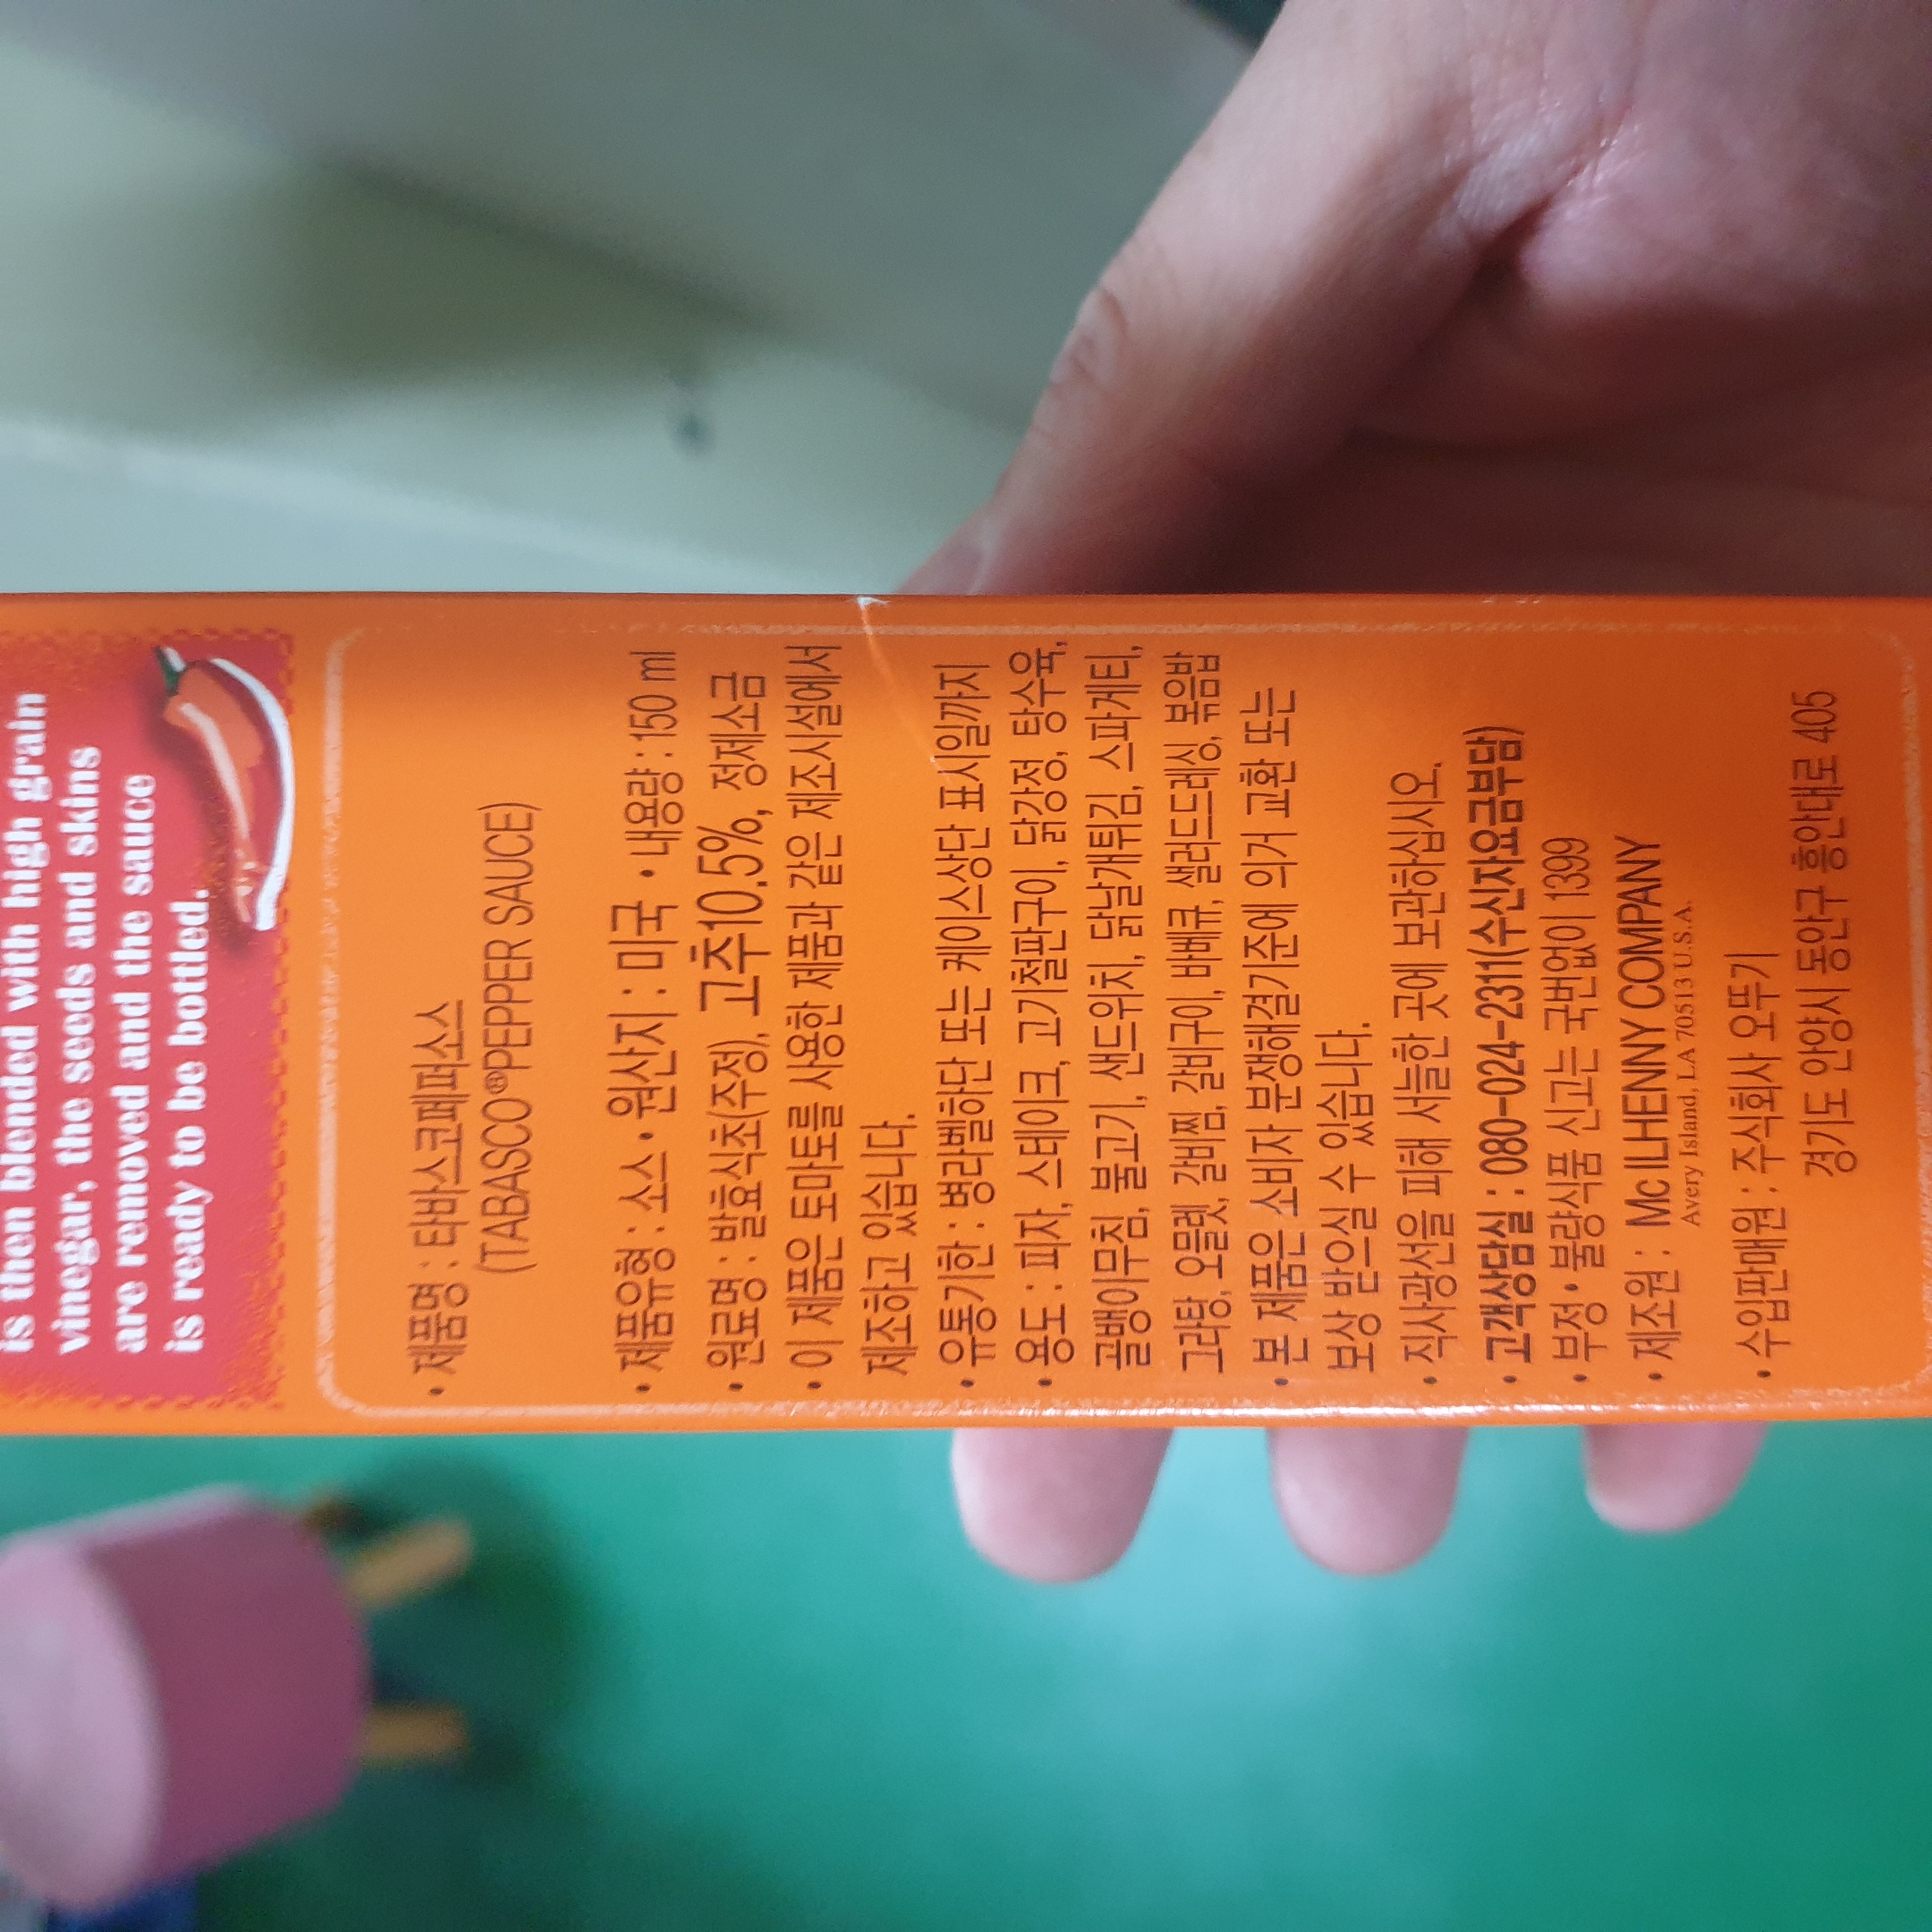 is then blended with high grain
vinegar, the seeds and skins
are removed and the sauce
is ready to be bottled.
• 제품명 : 타바스코페퍼소스
(TABASCO®PEPPER SAUCE)
• 제품유형 : 소스 • 원산지 : 미국 • 내용량 : 150 ml
• 원료명 : 발효식초(주정), 고추10.5%, 정제소금
• 이 제품은 토마토를 사용한 제품과 같은 제조시설에서
제조하고 있습니다.
• 유통기한 : 병라벨하단 또는 케이스상단 표시일까지
• 용도 : 피자, 스테이크, 고기철판구이, 닭강정, 탕수육,
골뱅이무침, 불고기, 샌드위치, 닭날개튀김, 스파게티,
그라탕, 오믈렛, 갈비찜, 갈비구이, 바베큐, 샐러드드레싱, 볶음밥
• 본 제품은 소비자 분쟁해결기준에 의거 교환 또는
보상 받으실 수 있습니다.
• 직사광선을 피해 서늘한 곳에 보관하십시오.
• 고객상담실 : 080-024-2311(수신자요금부담)
• 부정 • 불량식품 신고는 국번없이 1399
• 제조원 : Mc ILHENNY COMPANY
Avery Island, LA 70513 U.S.A.
• 수입판매원 : 주식회사 오뚜기
경기도 안양시 동안구 흥안대로 405